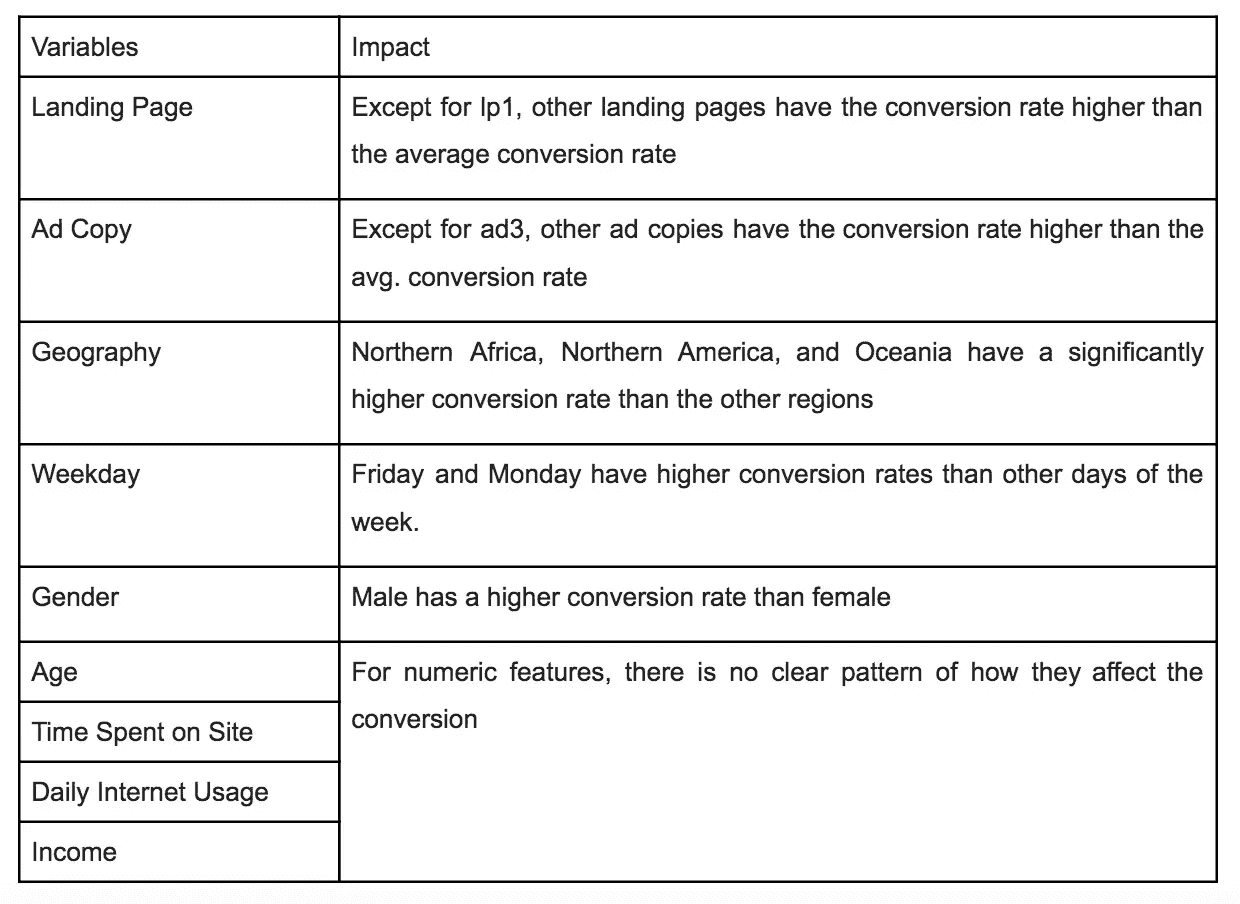 Variables
Impact
Landing Page
Except for lp1, other landing pages have the conversion rate higher than
the average conversion rate
Ad Copy
Except for ad3, other ad copies have the conversion rate higher than the
avg. conversion rate
Geography
Northern Africa, Northern America, and Oceania have a significantly
higher conversion rate than the other regions
Weekday
Friday and Monday have higher conversion rates than other days of the
week.
Gender
Male has a higher conversion rate than female
Age
For numeric features, there is no clear pattern of how they affect the
conversion
Time Spent on Site
Daily Internet Usage
Income